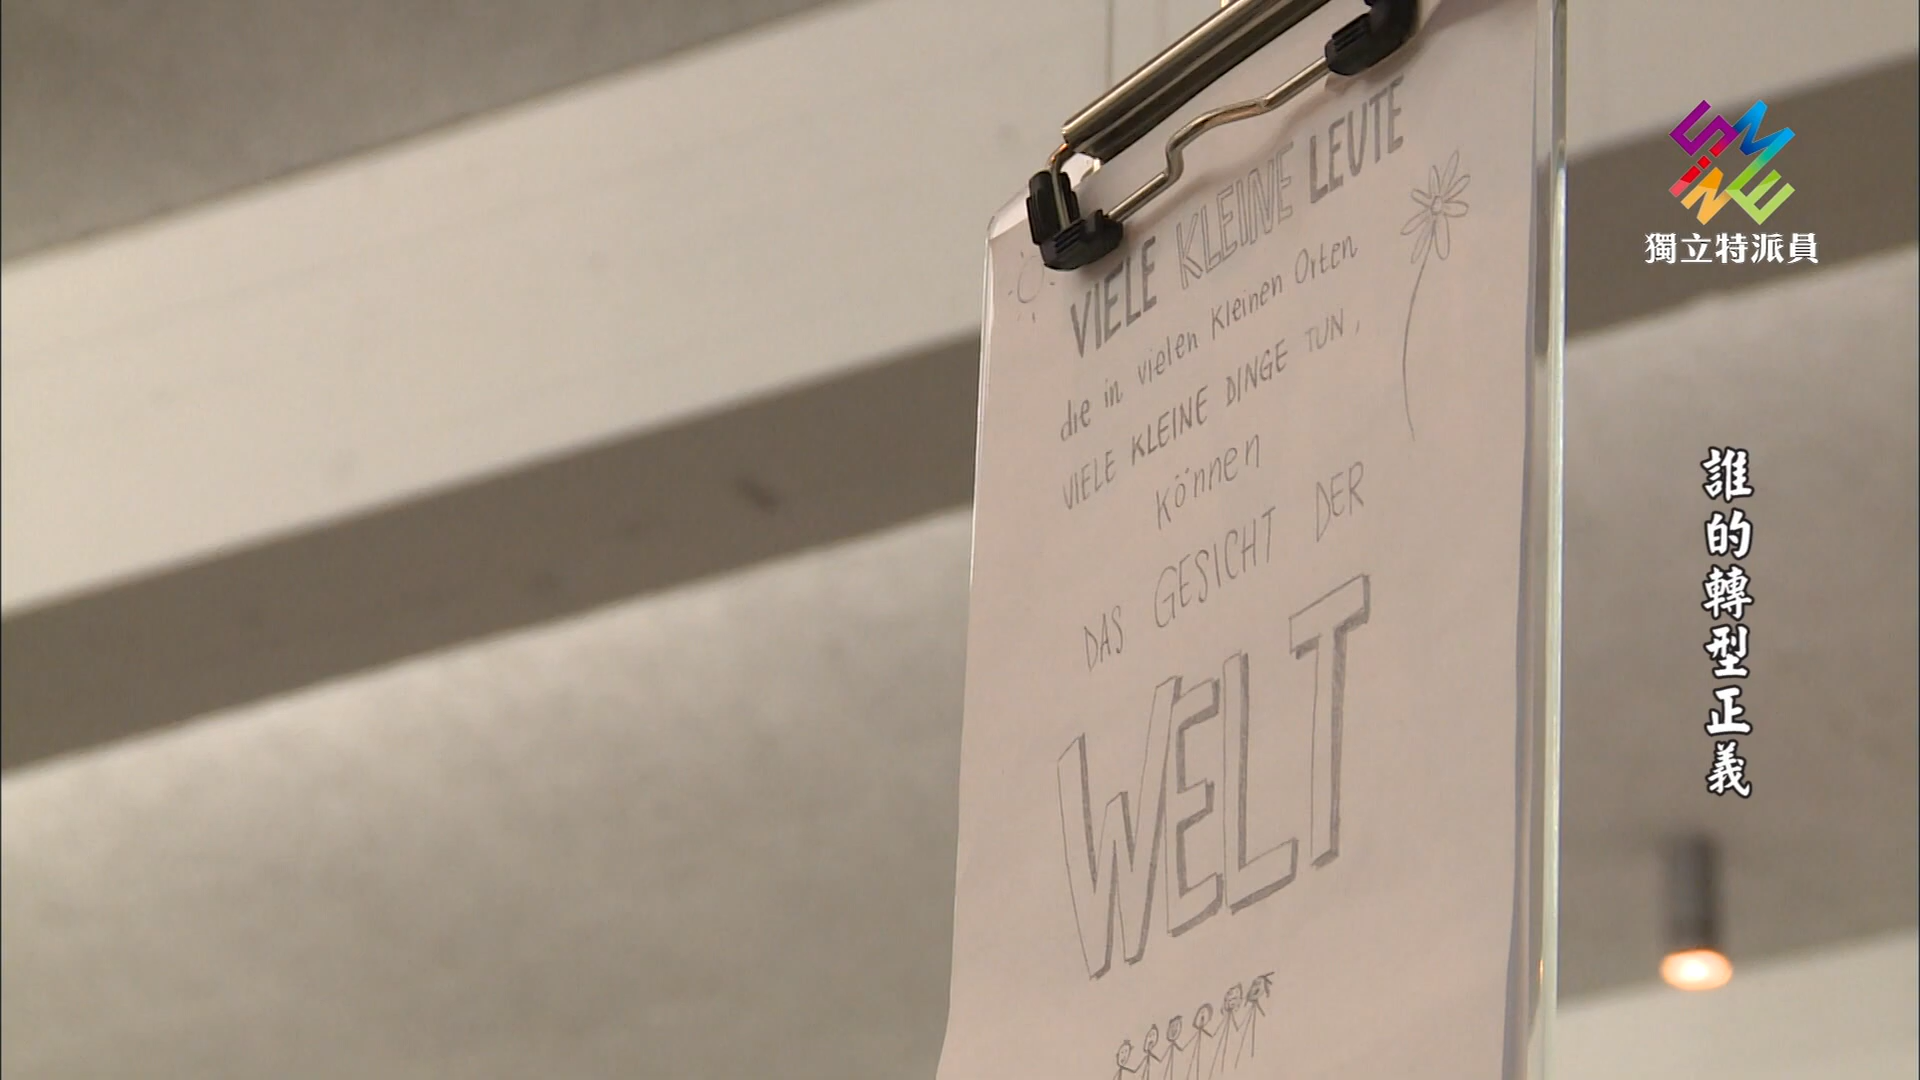 VIELE KLEINE LEUTE
die in vielen kleinen Orten
VIELE KLEINE DINGE TUN,
können
DAS GESICHT DER
WELT
獨立特派員
誰的轉型正義